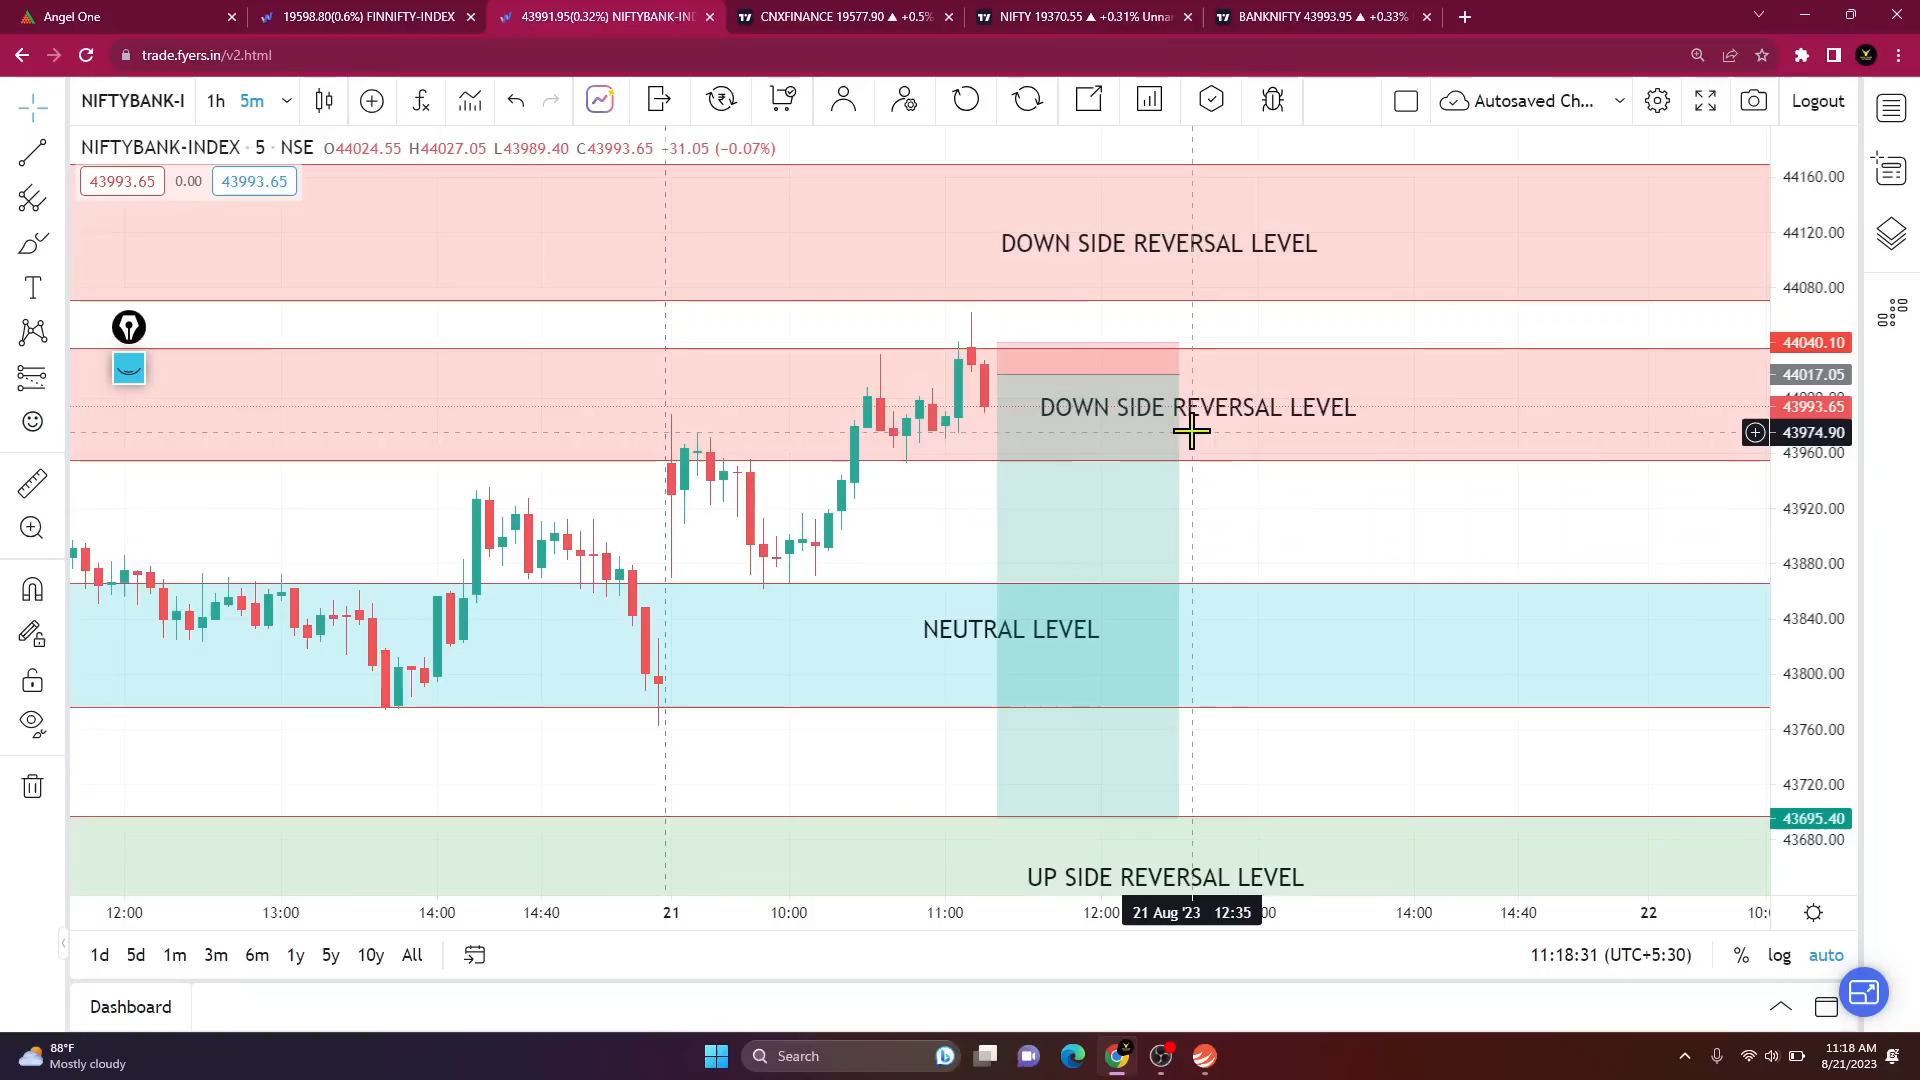 Angel One
19598.80(0.6%) FINNIFTY-INDEX
43991.95(0.32%) NIFTYBANK-IND
CNXFINANCE 19577.90 ▲ +0.5%
NIFTY 19370.55 ▲ +0.31% Unna
BANKNIFTY 43993.95 ▲ +0.33%
trade.fyers.in/v2.html
NIFTYBANK-I
1h
5m
Autosaved Ch...
Logout
NIFTYBANK-INDEX · 5 · NSE O44024.55 H44027.05 L43989.40 C43993.65 −31.05 (−0.07%)
43993.65
0.00
43993.65
DOWN SIDE REVERSAL LEVEL
DOWN SIDE REVERSAL LEVEL
NEUTRAL LEVEL
UP SIDE REVERSAL LEVEL
44160.00
44120.00
44080.00
44040.10
44017.05
43993.65
43974.90
43960.00
43920.00
43880.00
43840.00
43800.00
43760.00
43720.00
43695.40
43680.00
12:00
13:00
14:00
14:40
21
10:00
11:00
12:00
21 Aug '23 12:35
14:00
14:40
22
1d 5d 1m 3m 6m 1y 5y 10y All
11:18:31 (UTC+5:30)
% log auto
Dashboard
88°F
Mostly cloudy
Search
11:18 AM
8/21/2023